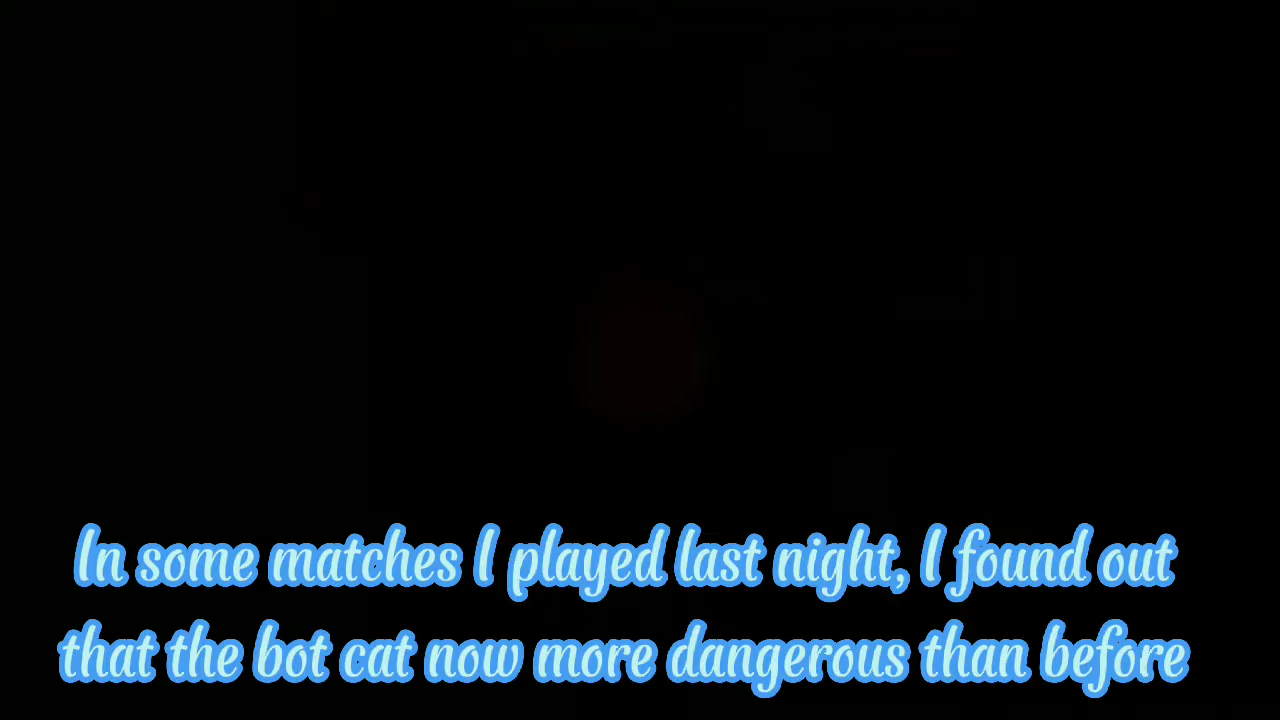 In some matches I played last night, I found out
that the bot cat now more dangerous than before